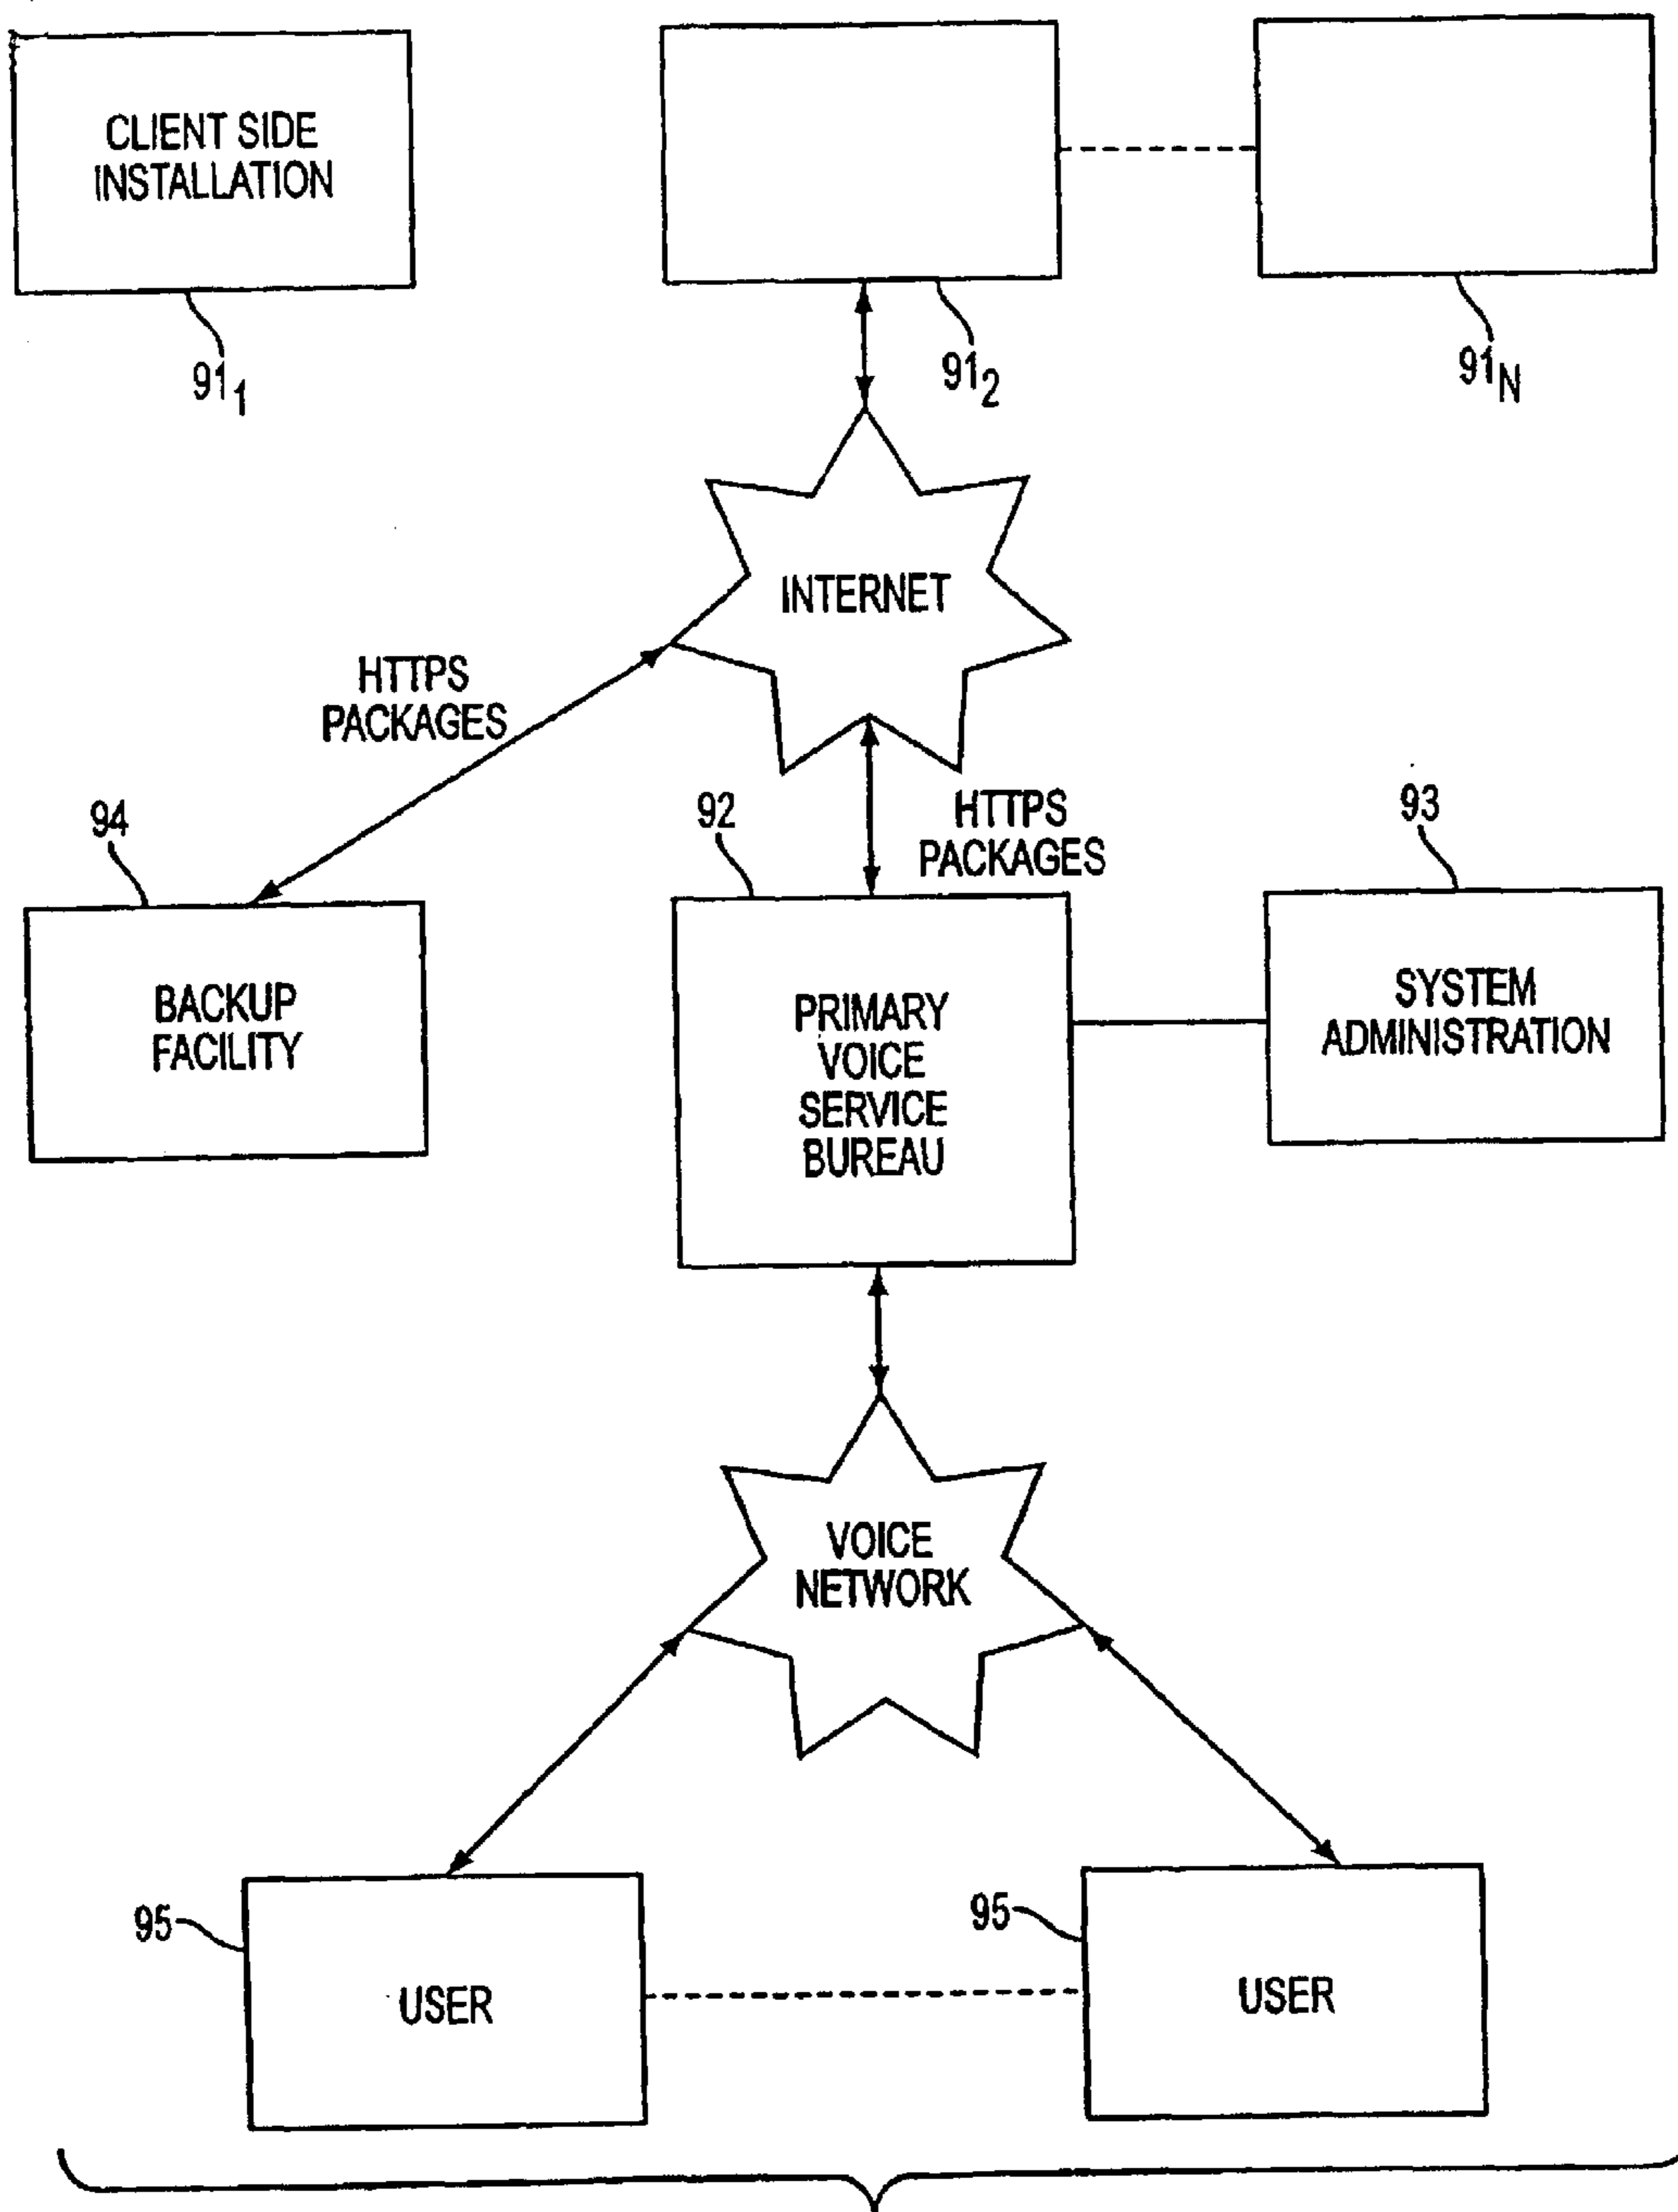 CLIENT SIDE
INSTALLATION
91₁
91₂
91N
INTERNET
HTTPS
PACKAGES
HTTPS
PACKAGES
94
92
93
BACKUP
FACILITY
PRIMARY
VOICE
SERVICE
BUREAU
SYSTEM
ADMINISTRATION
VOICE
NETWORK
95
USER
95
USER